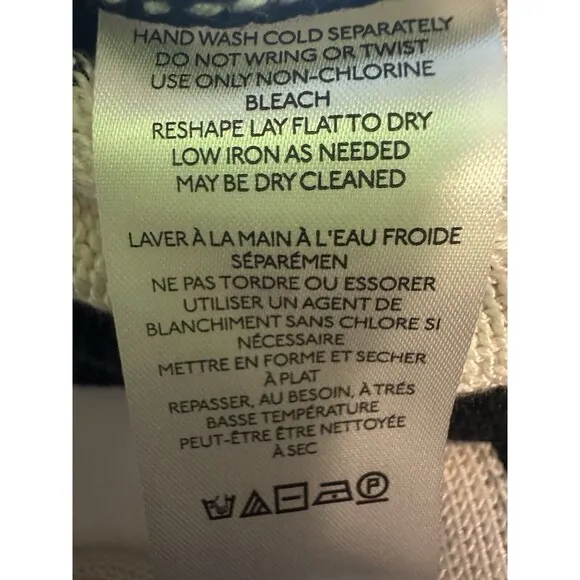 HAND WASH COLD SEPARATELY
DO NOT WRING OR TWIST
USE ONLY NON-CHLORINE
BLEACH
RESHAPE LAY FLAT TO DRY
LOW IRON AS NEEDED
MAY BE DRY CLEANED
LAVER À LA MAIN À L'EAU FROIDE
SÉPARÉMEN
NE PAS TORDRE OU ESSORER
UTILISER UN AGENT DE
BLANCHIMENT SANS CHLORE SI
NÉCESSAIRE
METTRE EN FORME ET SECHER
À PLAT
REPASSER, AU BESOIN, À TRÉS
BASSE TEMPÉRATURE
PEUT-ÊTRE ÊTRE NETTOYÉE
À SEC
P